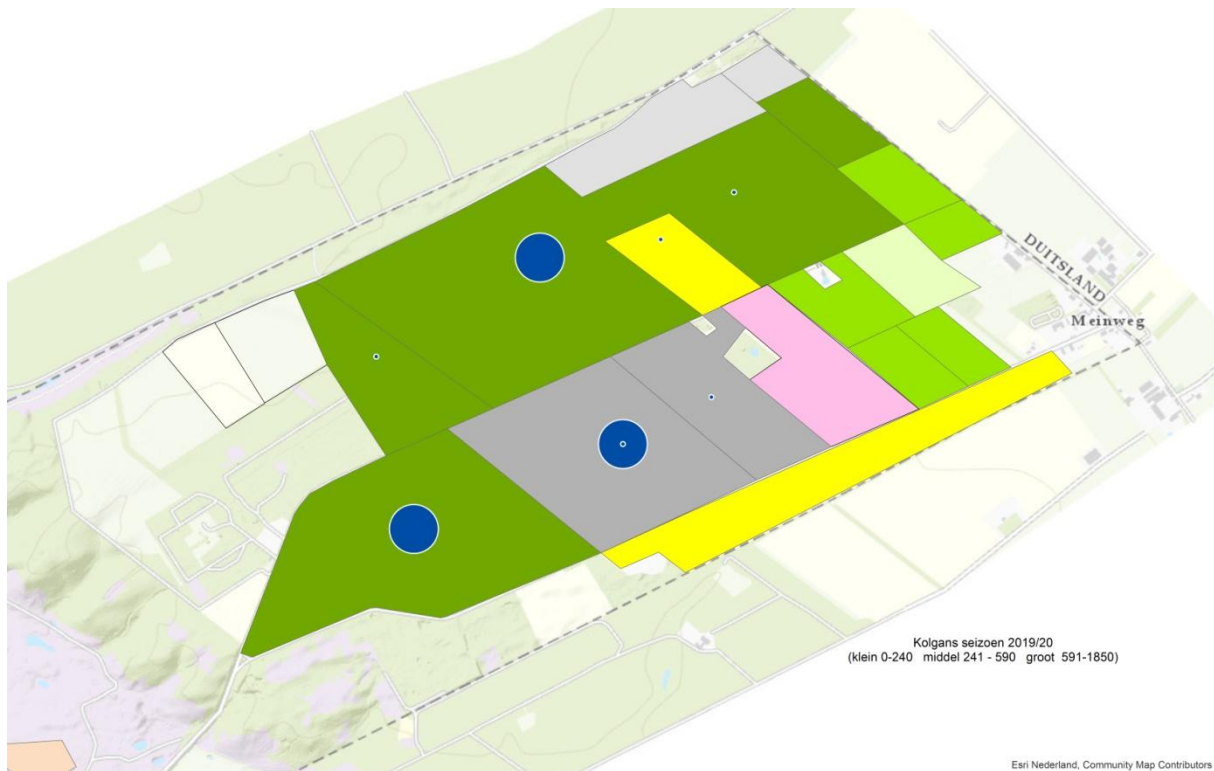 DUITSLAND
Meinweg
Kolgans seizoen 2019/20
(klein 0-240 middel 241 - 590 groot 591-1850)
Esri Nederland, Community Map Contributors